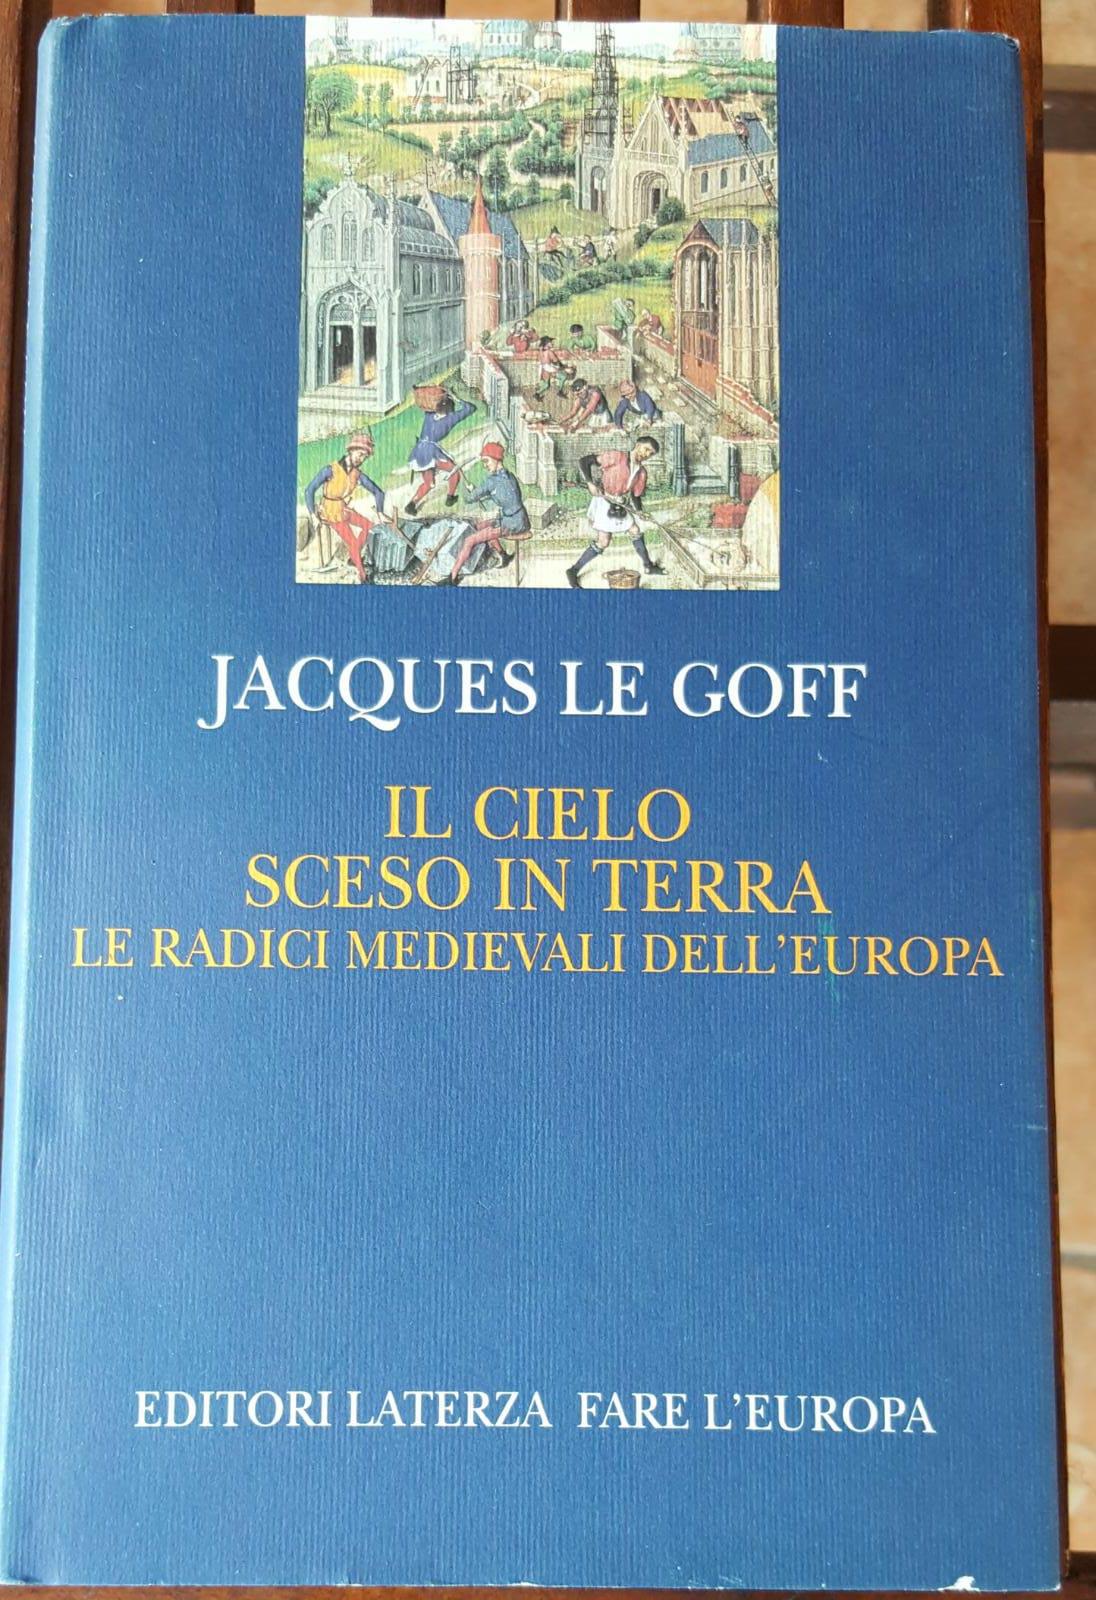 JACQUES LE GOFF
IL CIELO
SCESO IN TERRA
LE RADICI MEDIEVALI DELL'EUROPA
EDITORI LATERZA FARE L'EUROPA